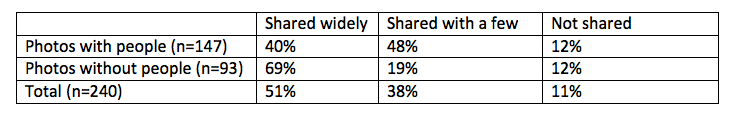 Shared widely Shared with a few Not shared
Photos with people (n=147) 40% 48% 12%
Photos without people (n=93) 69% 19% 12%
Total (n=240) 51% 38% 11%